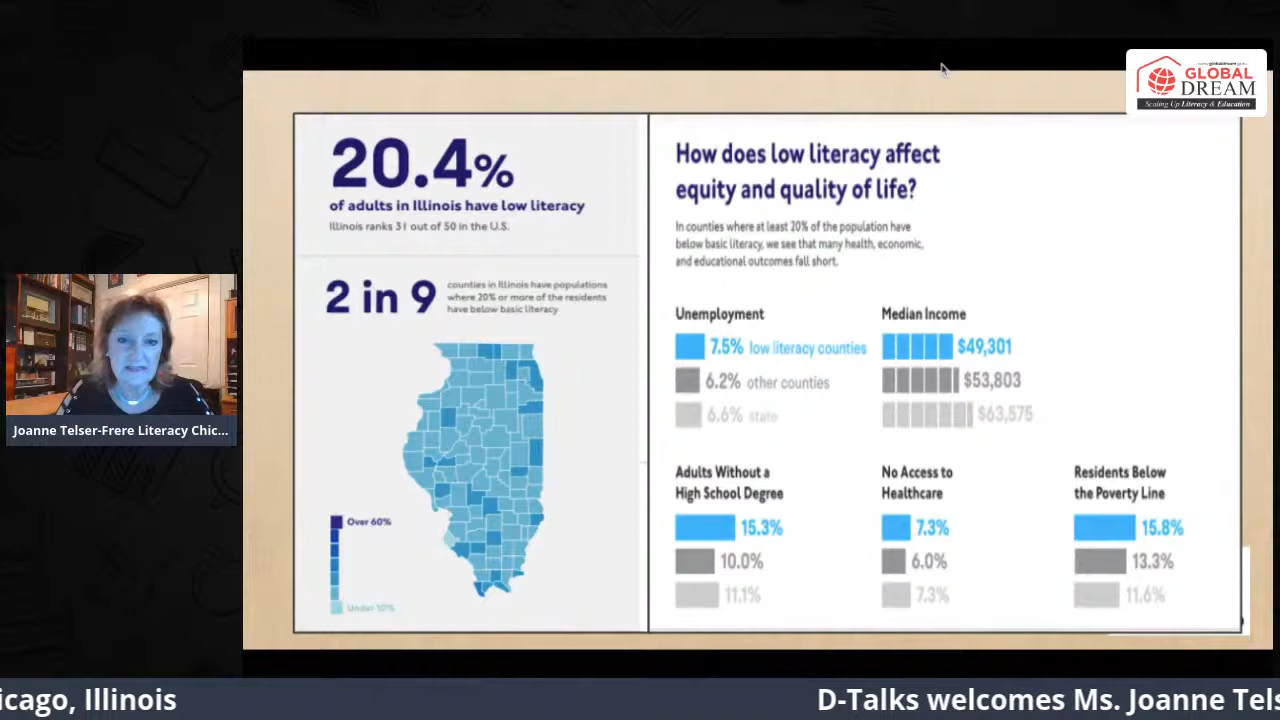 GLOBAL
DREAM
Scaling Up Literacy & Education
20.4%
of adults in Illinois have low literacy
Illinois ranks 31 out of 50 in the U.S.
2 in 9
counties in Illinois have populations
where 20% or more of the residents
have below basic literacy
Over 60%
Under 10%
How does low literacy affect
equity and quality of life?
In counties where at least 20% of the population have
below basic literacy, we see that many health, economic,
and educational outcomes fall short.
Unemployment
7.5% low literacy counties
6.2% other counties
6.6% state
Median Income
$49,301
$53,803
$63,575
Adults Without a
High School Degree
15.3%
10.0%
11.1%
No Access to
Healthcare
7.3%
6.0%
7.3%
Residents Below
the Poverty Line
15.8%
13.3%
11.6%
Joanne Telser-Frere Literacy Chic...
icago, Illinois
D-Talks welcomes Ms. Joanne Tels